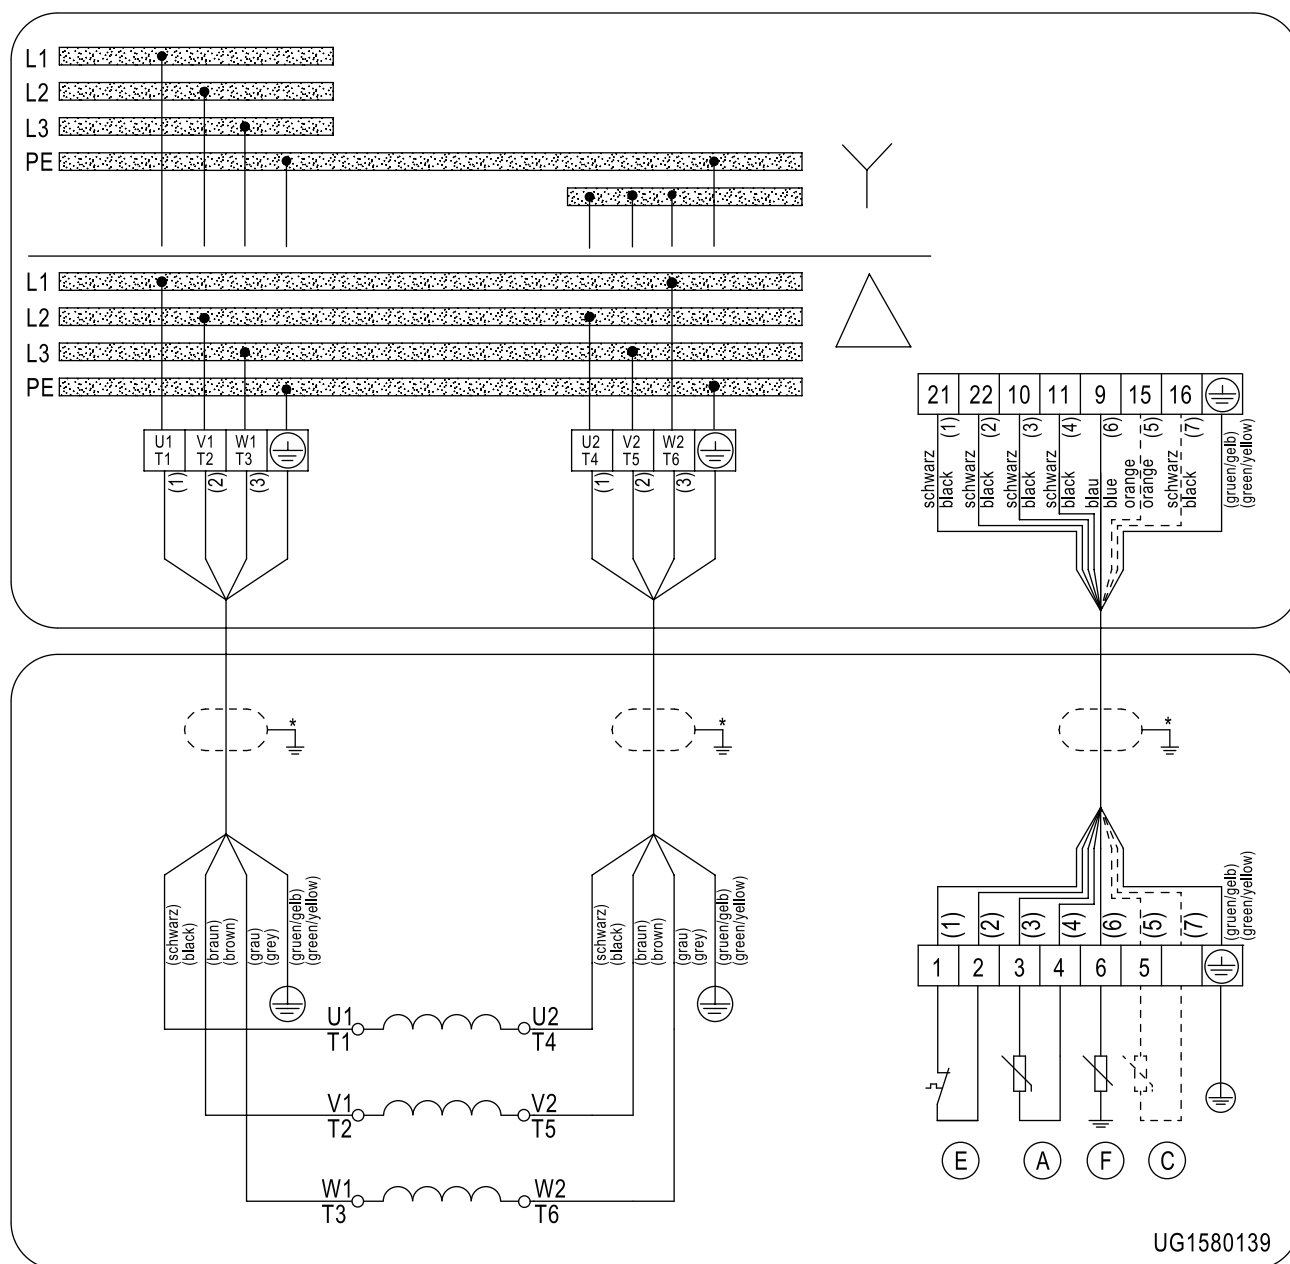 L1
L2
L3
PE
L1
L2
L3
PE
U1 V1 W1
T1 T2 T3
(1) (2) (3)
U2 V2 W2
T4 T5 T6
(1) (2) (3)
21 22 10 11 9 15 16
(1) (2) (3) (4) (6) (5) (7)
schwarz
black
schwarz
black
schwarz
black
schwarz
black
blau
blue
orange
orange
schwarz
black
(gruen/gelb)
(green/yellow)
*
*
*
(schwarz)
black)
(braun)
(brown)
(grau)
(grey)
(gruen/gelb)
(green/yellow)
(schwarz)
black)
(braun)
(brown)
(grau)
(grey)
(gruen/gelb)
(green/yellow)
U1 U2
T1 T4
V1 V2
T2 T5
W1 W2
T3 T6
(1) (2) (3) (4) (6) (5) (7)
(gruen/gelb)
(green/yellow)
1 2 3 4 6 5
E A F C
UG1580139